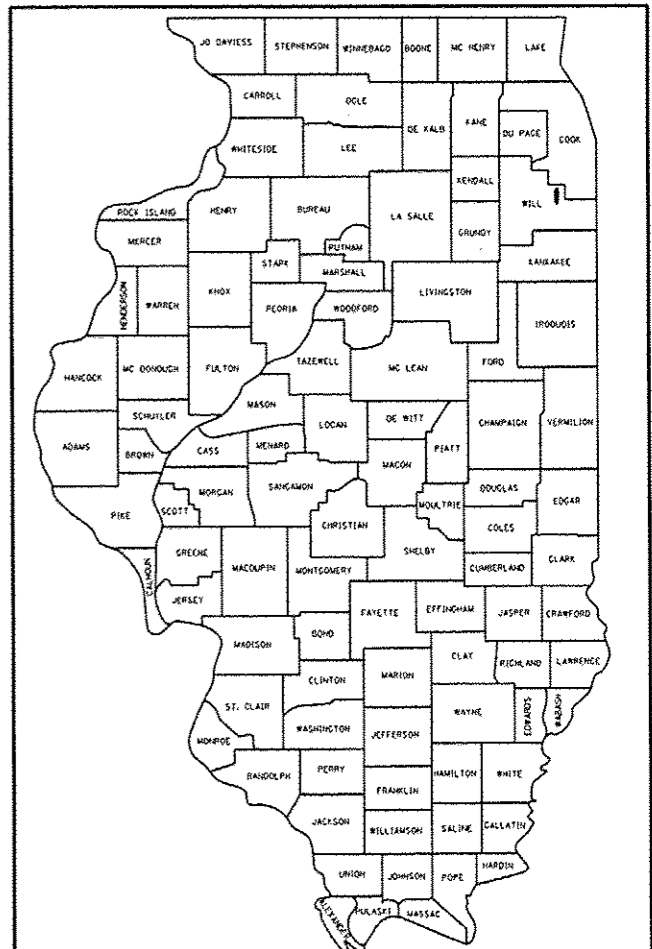 JO DAVIESS
STEPHENSON
WINNEBAGO
BOONE
MC HENRY
LAKE
CARROLL
OGLE
DE KALB
KANE
DU PAGE
COOK
WHITESIDE
LEE
KENDALL
WILL
ROCK ISLAND
HENRY
BUREAU
LA SALLE
GRUNDY
MERCER
PUTNAM
KANKAKEE
STARK
MARSHALL
HENDERSON
WARREN
KNOX
PEORIA
WOODFORD
LIVINGSTON
IROQUOIS
HANCOCK
MC DONOUGH
FULTON
TAZEWELL
MC LEAN
FORD
SCHUYLER
MASON
LOGAN
DE WITT
CHAMPAIGN
VERMILION
ADAMS
BROWN
CASS
MENARD
MACON
PIATT
PIKE
SCOTT
MORGAN
SANGAMON
CHRISTIAN
MOULTRIE
DOUGLAS
EDGAR
COLES
CALHOUN
GREENE
MACOUPIN
MONTGOMERY
SHELBY
CUMBERLAND
CLARK
JERSEY
FAYETTE
EFFINGHAM
JASPER
CRAWFORD
MADISON
BOND
CLAY
RICHLAND
LAWRENCE
CLINTON
MARION
ST. CLAIR
WAYNE
EDWARDS
WABASH
MONROE
WASHINGTON
JEFFERSON
RANDOLPH
PERRY
HAMILTON
WHITE
FRANKLIN
JACKSON
WILLIAMSON
SALINE
GALLATIN
UNION
JOHNSON
POPE
HARDIN
ALEXANDER
PULASKI
MASSAC